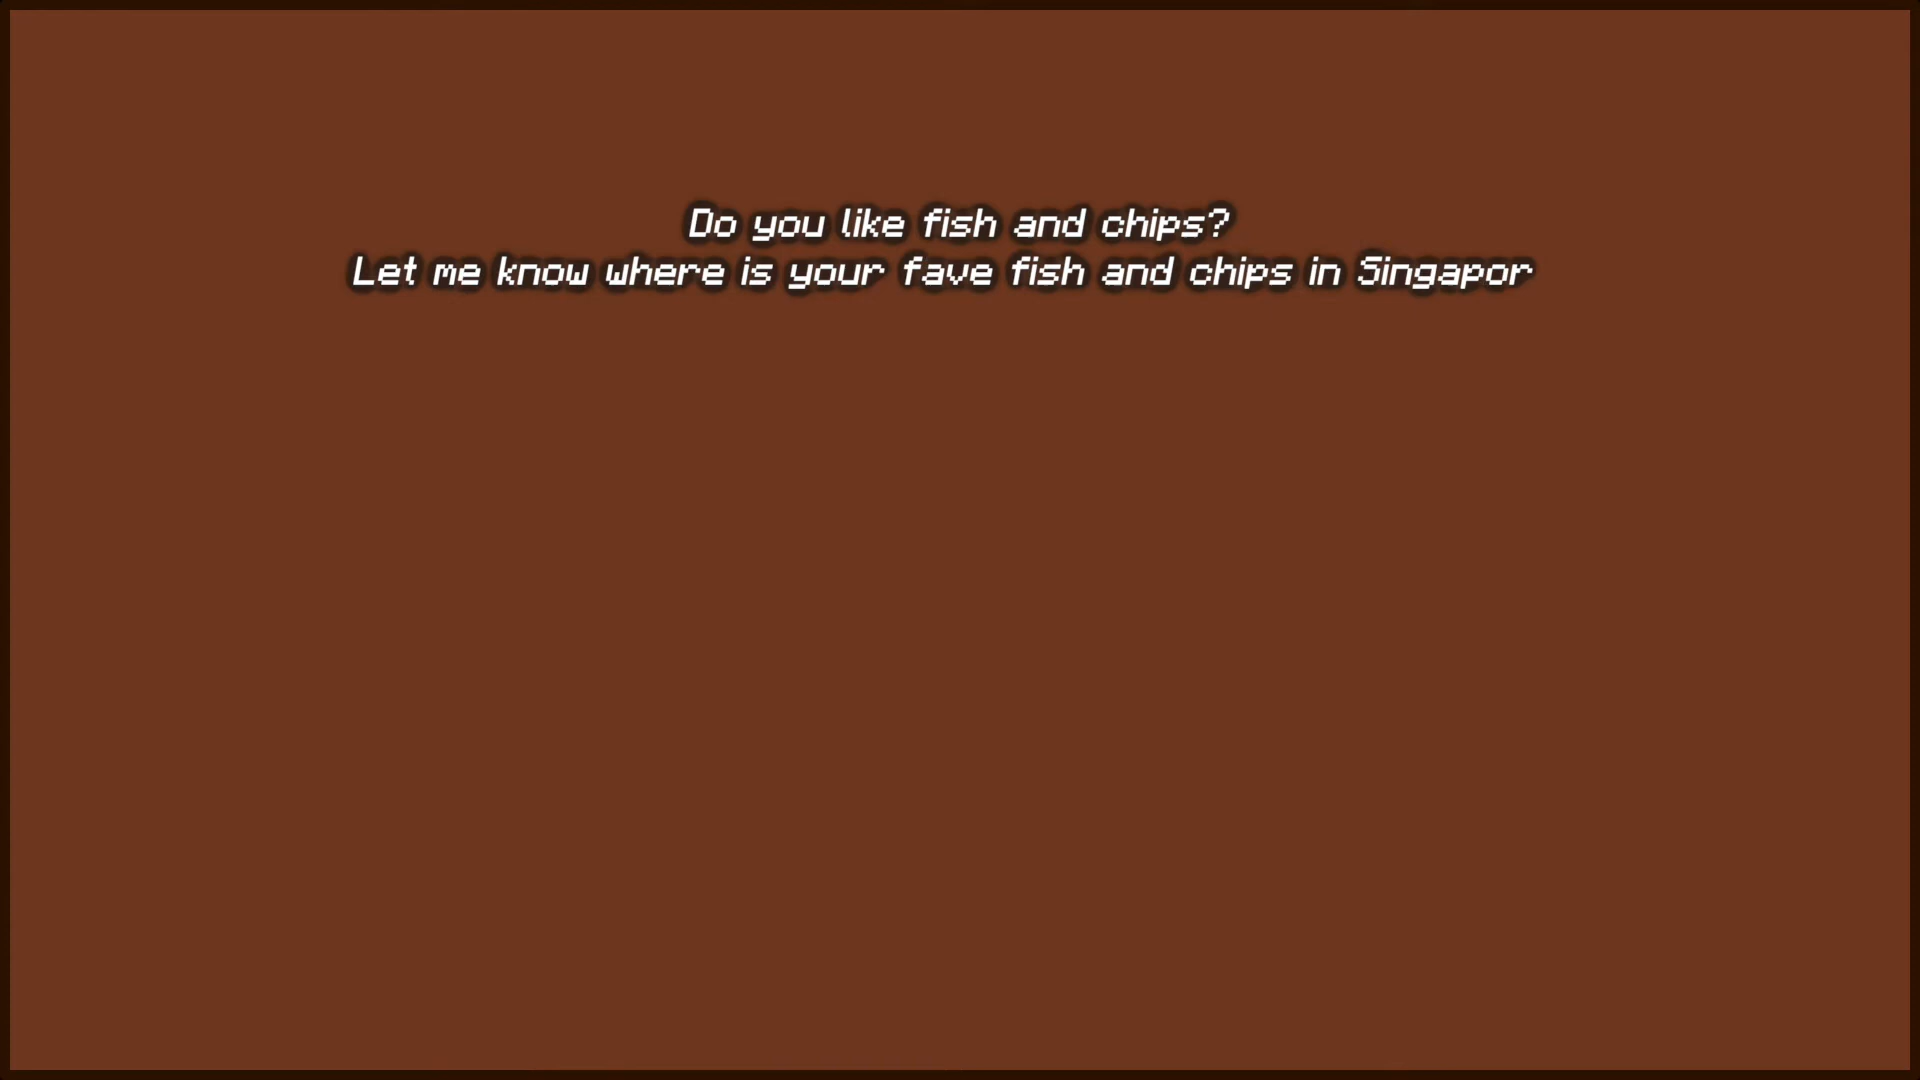 Do you like fish and chips?
Let me know where is your fave fish and chips in Singapor